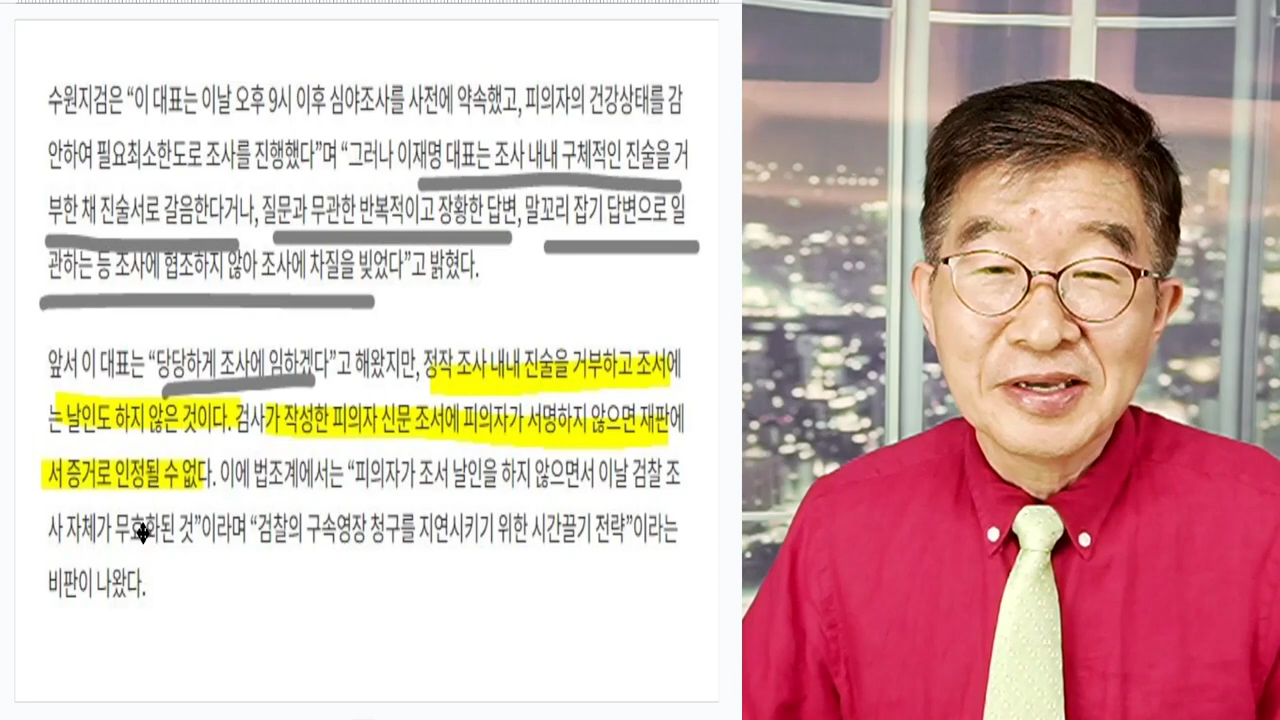 수원지검은 “이 대표는 이날 오후 9시 이후 심야조사를 사전에 약속했고, 피의자의 건강상태를 감
안하여 필요최소한도로 조사를 진행했다”며 “그러나 이재명 대표는 조사 내내 구체적인 진술을 거
부한 채 진술서로 갈음한다거나, 질문과 무관한 반복적이고 장황한 답변, 말꼬리 잡기 답변으로 일
관하는 등 조사에 협조하지 않아 조사에 차질을 빚었다”고 밝혔다.
앞서 이 대표는 “당당하게 조사에 임하겠다”고 해왔지만, 정작 조사 내내 진술을 거부하고 조서에
는 날인도 하지 않은 것이다. 검사가 작성한 피의자 신문 조서에 피의자가 서명하지 않으면 재판에
서 증거로 인정될 수 없다. 이에 법조계에서는 “피의자가 조서 날인을 하지 않으면서 이날 검찰 조
사 자체가 무효화된 것”이라며 “검찰의 구속영장 청구를 지연시키기 위한 시간끌기 전략”이라는
비판이 나왔다.